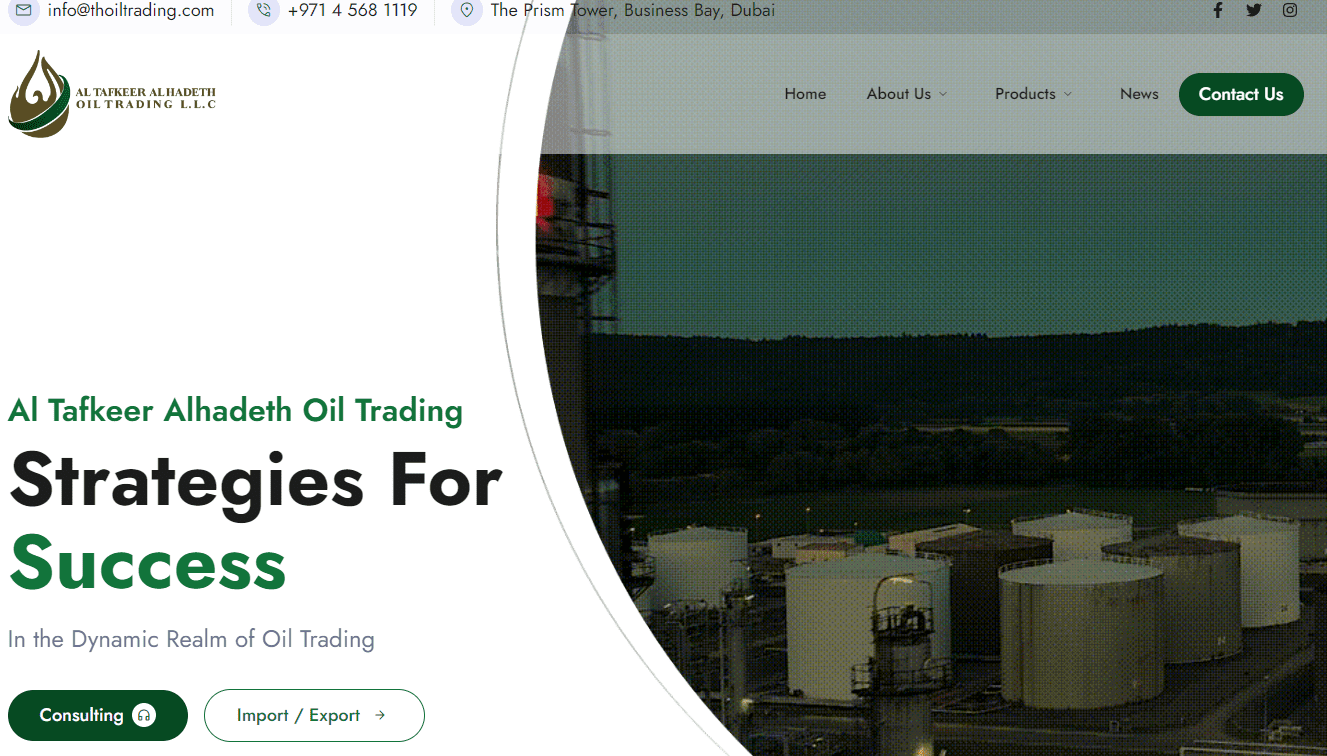 info@thoiltrading.com
+971 4 568 1119
The Prism Tower, Business Bay, Dubai
AL TAFKEER ALHADETH
OIL TRADING L.L.C
Home
About Us
Products
News
Contact Us
Al Tafkeer Alhadeth Oil Trading
Strategies For
Success
In the Dynamic Realm of Oil Trading
Consulting
Import / Export